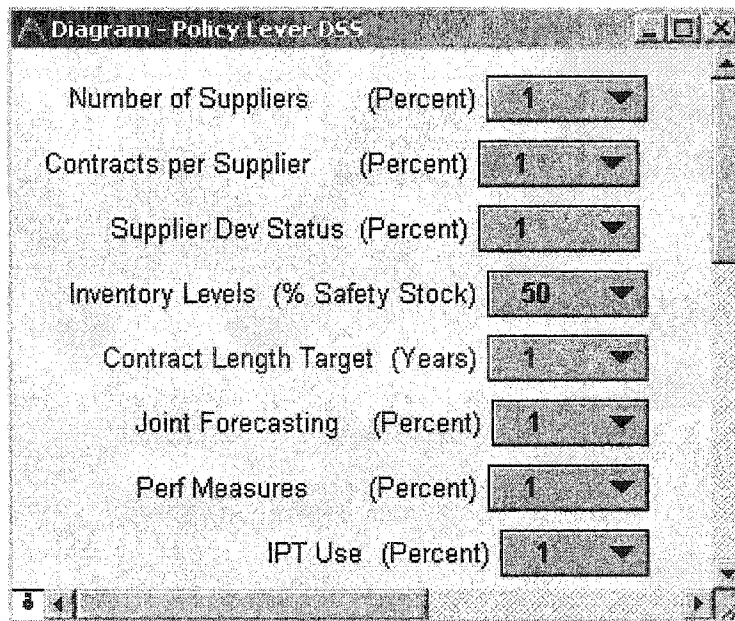 Diagram - Policy Lever DSS
Number of Suppliers (Percent) 1
Contracts per Supplier (Percent) 1
Supplier Dev Status (Percent) 1
Inventory Levels (% Safety Stock) 50
Contract Length Target (Years) 1
Joint Forecasting (Percent) 1
Perf Measures (Percent) 1
IPT Use (Percent) 1